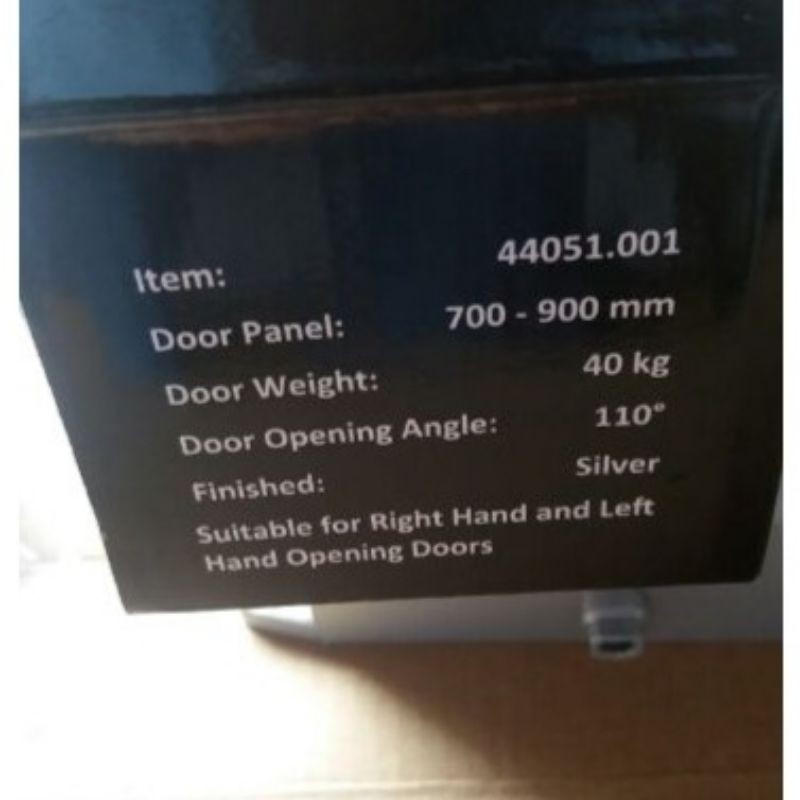 Item: 44051.001
Door Panel: 700 - 900 mm
Door Weight: 40 kg
Door Opening Angle: 110°
Finished: Silver
Suitable for Right Hand and Left
Hand Opening Doors